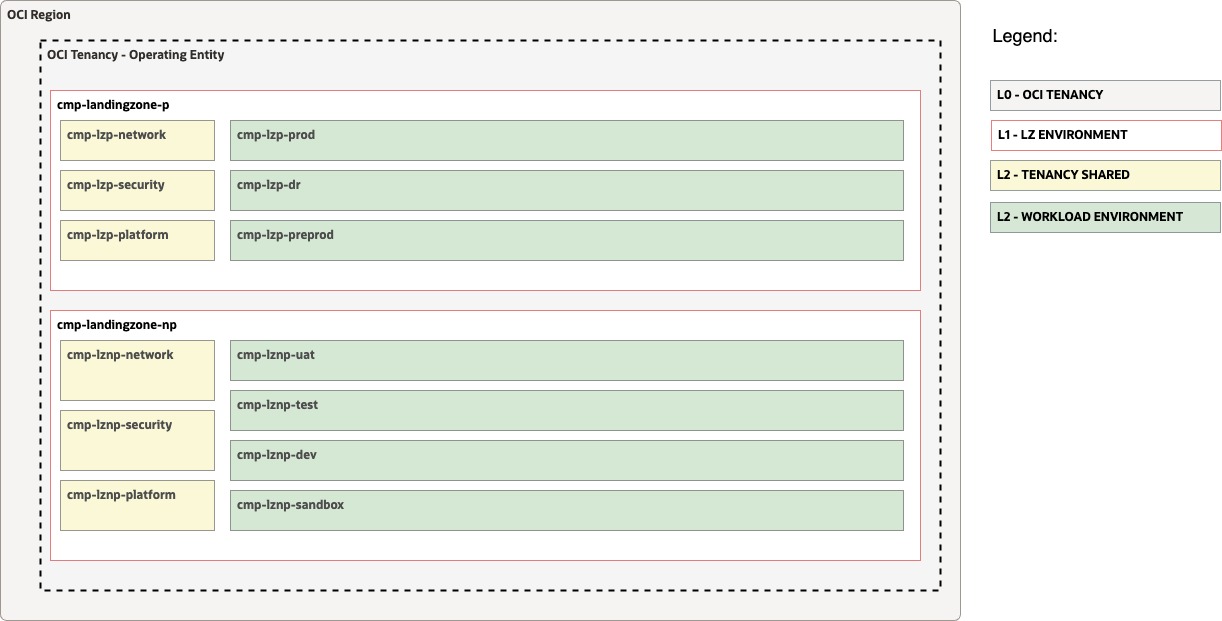 OCI Region
OCI Tenancy - Operating Entity
cmp-landingzone-p
cmp-lzp-network
cmp-lzp-prod
cmp-lzp-security
cmp-lzp-dr
cmp-lzp-platform
cmp-lzp-preprod
cmp-landingzone-np
cmp-lznp-network
cmp-lznp-uat
cmp-lznp-test
cmp-lznp-security
cmp-lznp-dev
cmp-lznp-platform
cmp-lznp-sandbox
Legend:
L0 - OCI TENANCY
L1 - LZ ENVIRONMENT
L2 - TENANCY SHARED
L2 - WORKLOAD ENVIRONMENT